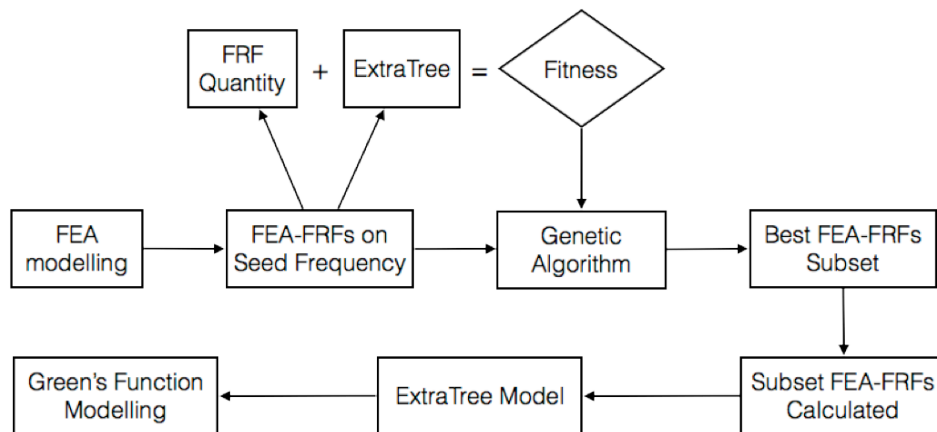 FRF
Quantity
+
ExtraTree
=
Fitness
FEA
modelling
FEA-FRFs on
Seed Frequency
Genetic
Algorithm
Best FEA-FRFs
Subset
Green's Function
Modelling
ExtraTree Model
Subset FEA-FRFs
Calculated